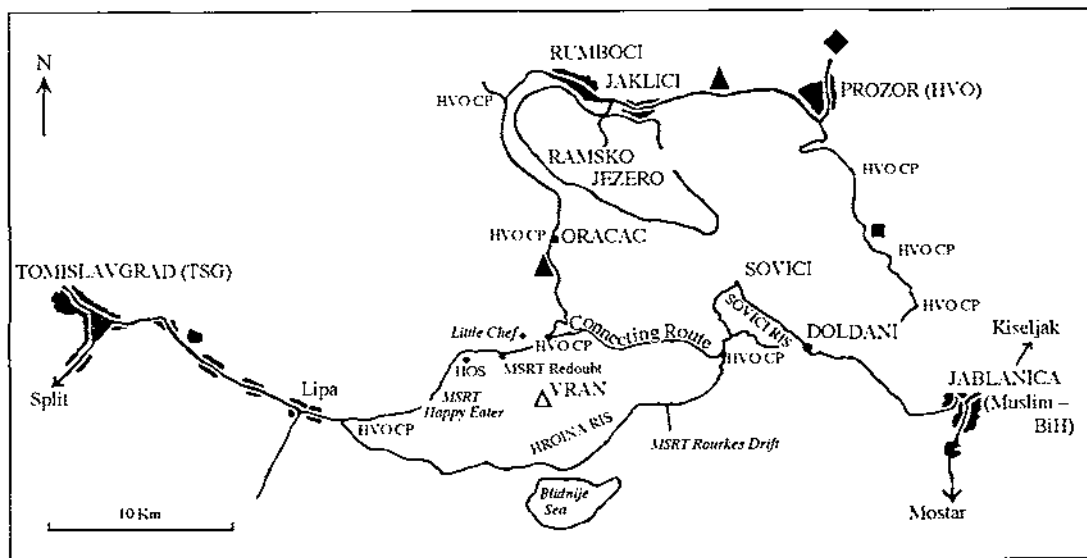 N
RUMBOCI
JAKLICI
HVO CP
PROZOR (HVO)
RAMSKO
JEZERO
HVO CP
HVO CP
ORACAC
HVO CP
TOMISLAVGRAD (TSG)
SOVICI
SOVICI RIS
HVO CP
Kiseljak
Little Chef
Connecting Route
DOLDANI
HVO CP
HVO CP
HOS
MSRT Redoubt
JABLANICA
(Muslim –
BiH)
Split
Lipa
MSRT
Happy Eater
VRAN
HVO CP
HROINA RIS
MSRT Rourkes Drift
Blidnije
Sea
10 Km
Mostar